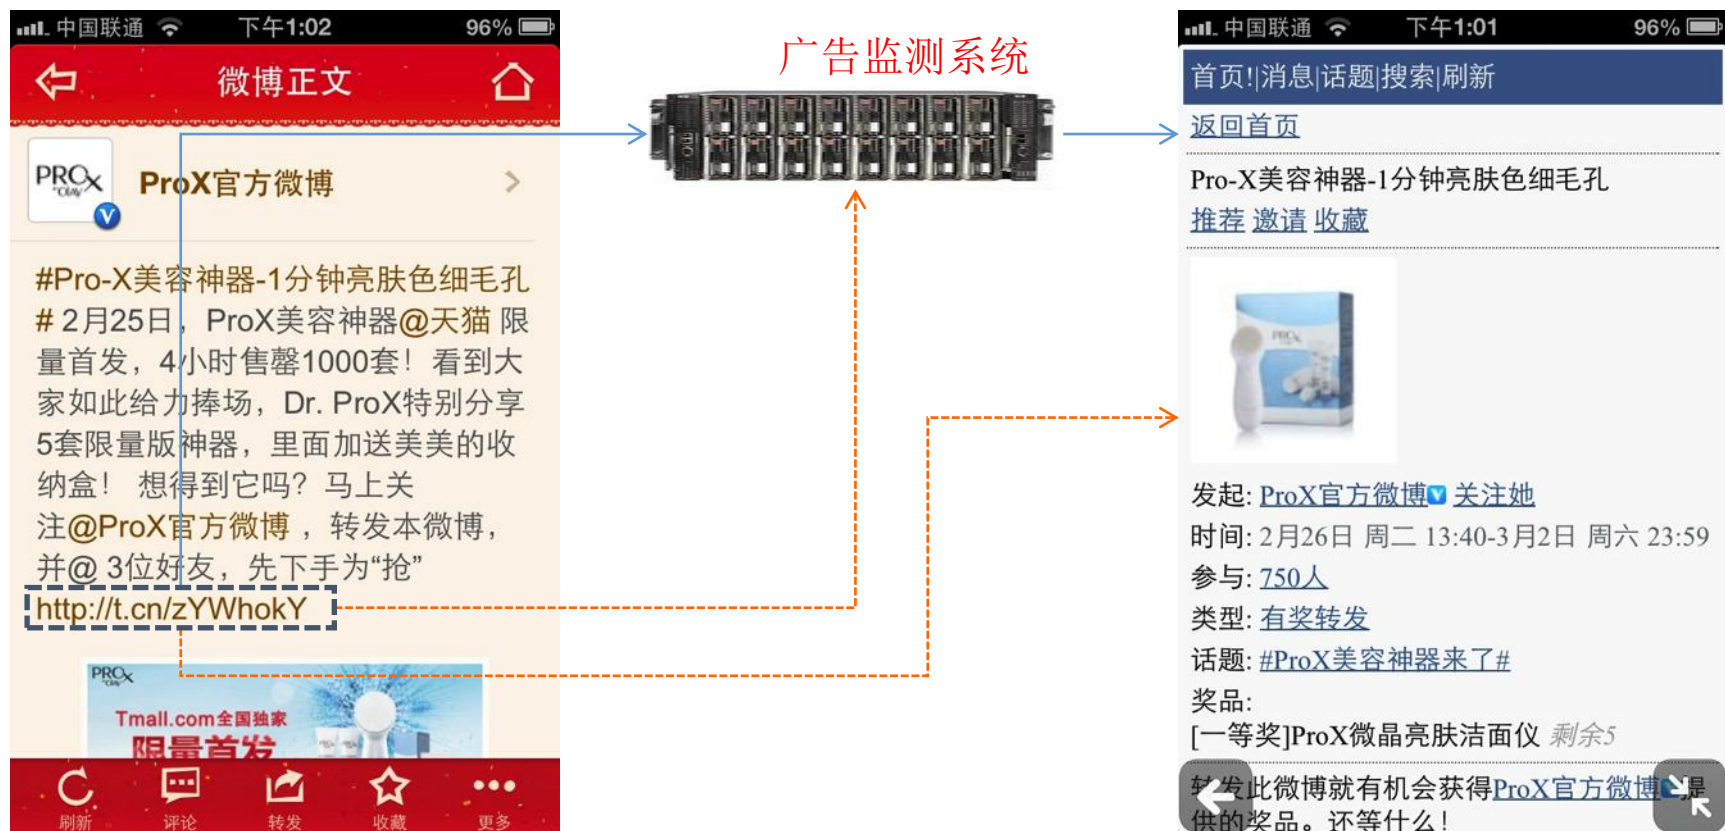 中国联通 下午1:02 96%
微博正文
PROX
OLAY
ProX官方微博
#Pro-X美容神器-1分钟亮肤色细毛孔
# 2月25日，ProX美容神器@天猫 限
量首发，4小时售罄1000套！看到大
家如此给力捧场，Dr. ProX特别分享
5套限量版神器，里面加送美美的收
纳盒！ 想得到它吗？马上关
注@ProX官方微博 ，转发本微博，
并@ 3位好友，先下手为“抢”
http://t.cn/zYWhokY
PROX
OLAY
Tmall.com全国独家
限量首发
刷新 评论 转发 收藏 更多
广告监测系统
中国联通 下午1:01 96%
首页!|消息|话题|搜索|刷新
返回首页
Pro-X美容神器-1分钟亮肤色细毛孔
推荐 邀请 收藏
PROX
发起: ProX官方微博V 关注她
时间: 2月26日 周二 13:40-3月2日 周六 23:59
参与: 750人
类型: 有奖转发
话题: #ProX美容神器来了#
奖品:
[一等奖]ProX微晶亮肤洁面仪 剩余5
转发此微博就有机会获得ProX官方微博 提
供的奖品。还等什么！